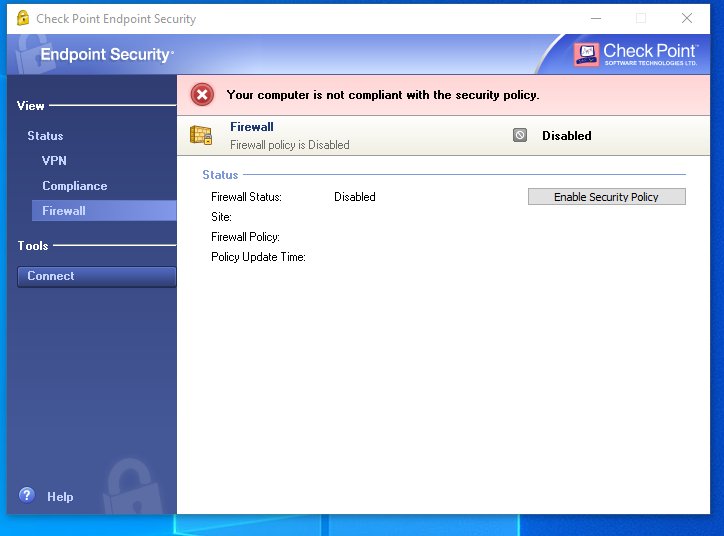 Check Point Endpoint Security
Endpoint Security
Check Point™
SOFTWARE TECHNOLOGIES LTD.
View
Status
VPN
Compliance
Firewall
Tools
Connect
Help
Your computer is not compliant with the security policy.
Firewall
Firewall policy is Disabled
Disabled
Status
Firewall Status: Disabled
Enable Security Policy
Site:
Firewall Policy:
Policy Update Time: